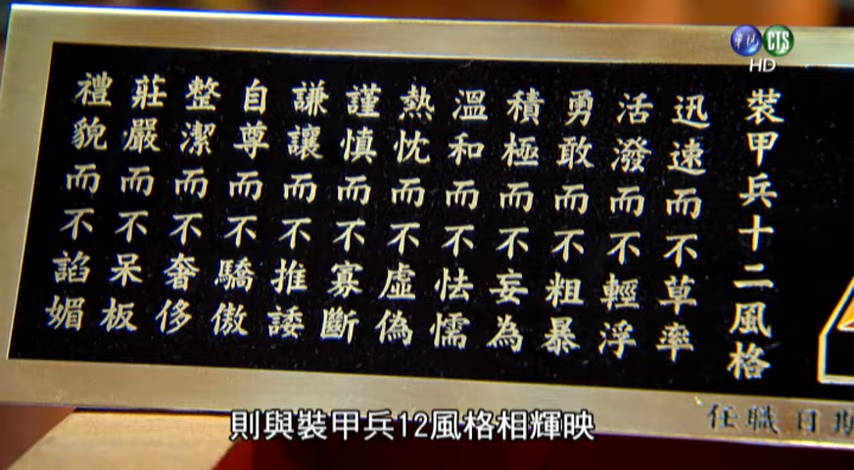 裝甲兵十二風格
迅速而不草率
活潑而不輕浮
勇敢而不粗暴
積極而不妄為
溫和而不怯懦
熱忱而不虛偽
謹慎而不寡斷
謙讓而不推諉
自尊而不驕傲
整潔而不奢侈
莊嚴而不呆板
禮貌而不諂媚
華視 CTS
HD
任職日期
則與裝甲兵12風格相輝映